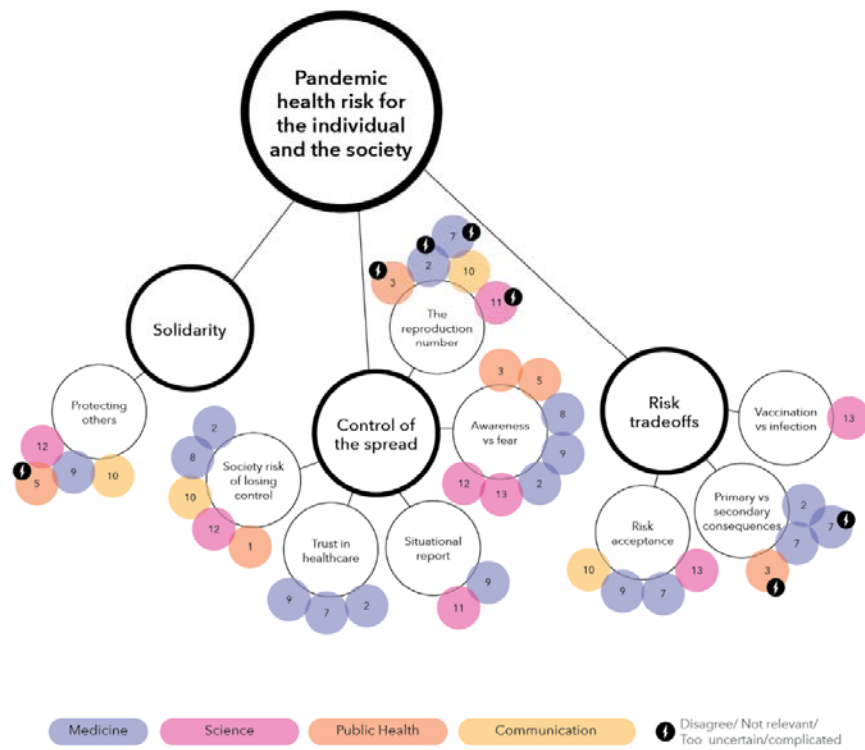 Pandemic
health risk for
the individual
and the society
7
2
10
3
11
The
reproduction
number
Solidarity
Protecting
others
12
5
9
10
Control of
the spread
3
5
8
9
2
13
12
Awareness
vs fear
2
8
10
12
1
Society risk
of losing
control
Trust in
healthcare
9
7
2
Situational
report
9
11
Risk
tradeoffs
Vaccination
vs infection
13
Primary vs
secondary
consequences
2
7
7
3
Risk
acceptance
10
9
7
13
Medicine
Science
Public Health
Communication
Disagree/ Not relevant/
Too uncertain/complicated